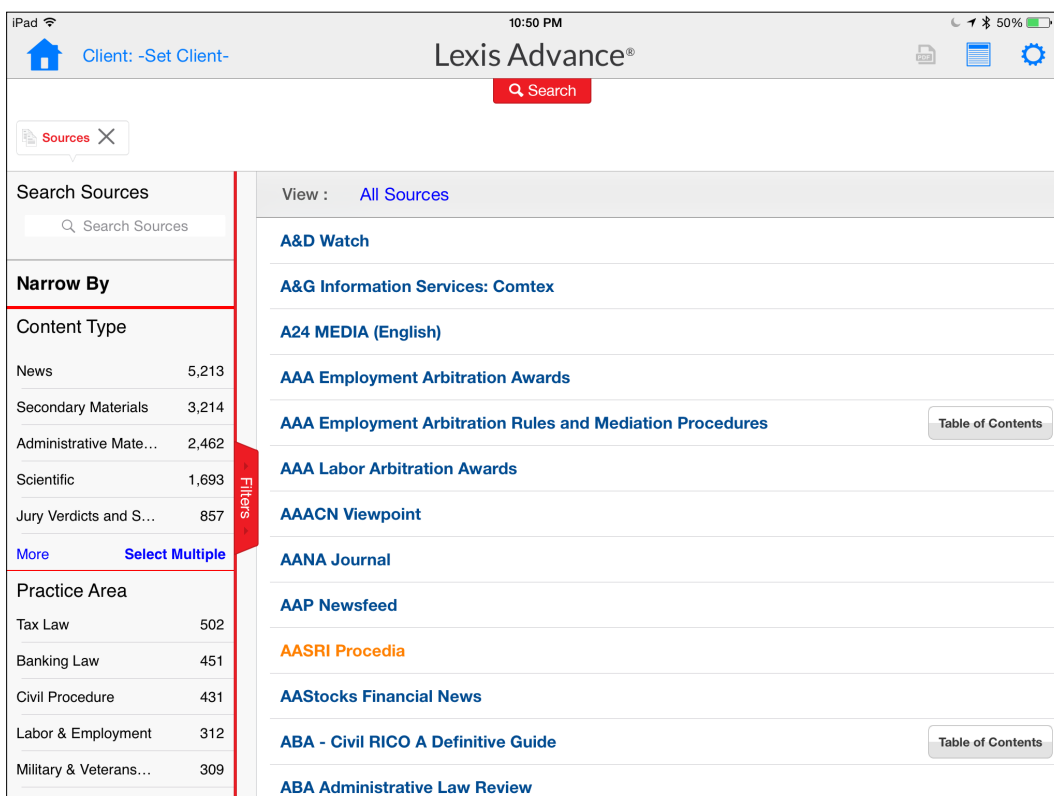 iPad 10:50 PM 50%
Client: -Set Client- Lexis Advance® PDF
Search
Sources
Search Sources
Search Sources
Narrow By
Content Type
News 5,213
Secondary Materials 3,214
Administrative Mate... 2,462
Scientific 1,693
Jury Verdicts and S... 857
More Select Multiple
Practice Area
Tax Law 502
Banking Law 451
Civil Procedure 431
Labor & Employment 312
Military & Veterans... 309
Filters
View : All Sources
A&D Watch
A&G Information Services: Comtex
A24 MEDIA (English)
AAA Employment Arbitration Awards
AAA Employment Arbitration Rules and Mediation Procedures Table of Contents
AAA Labor Arbitration Awards
AAACN Viewpoint
AANA Journal
AAP Newsfeed
AASRI Procedia
AAStocks Financial News
ABA - Civil RICO A Definitive Guide Table of Contents
ABA Administrative Law Review